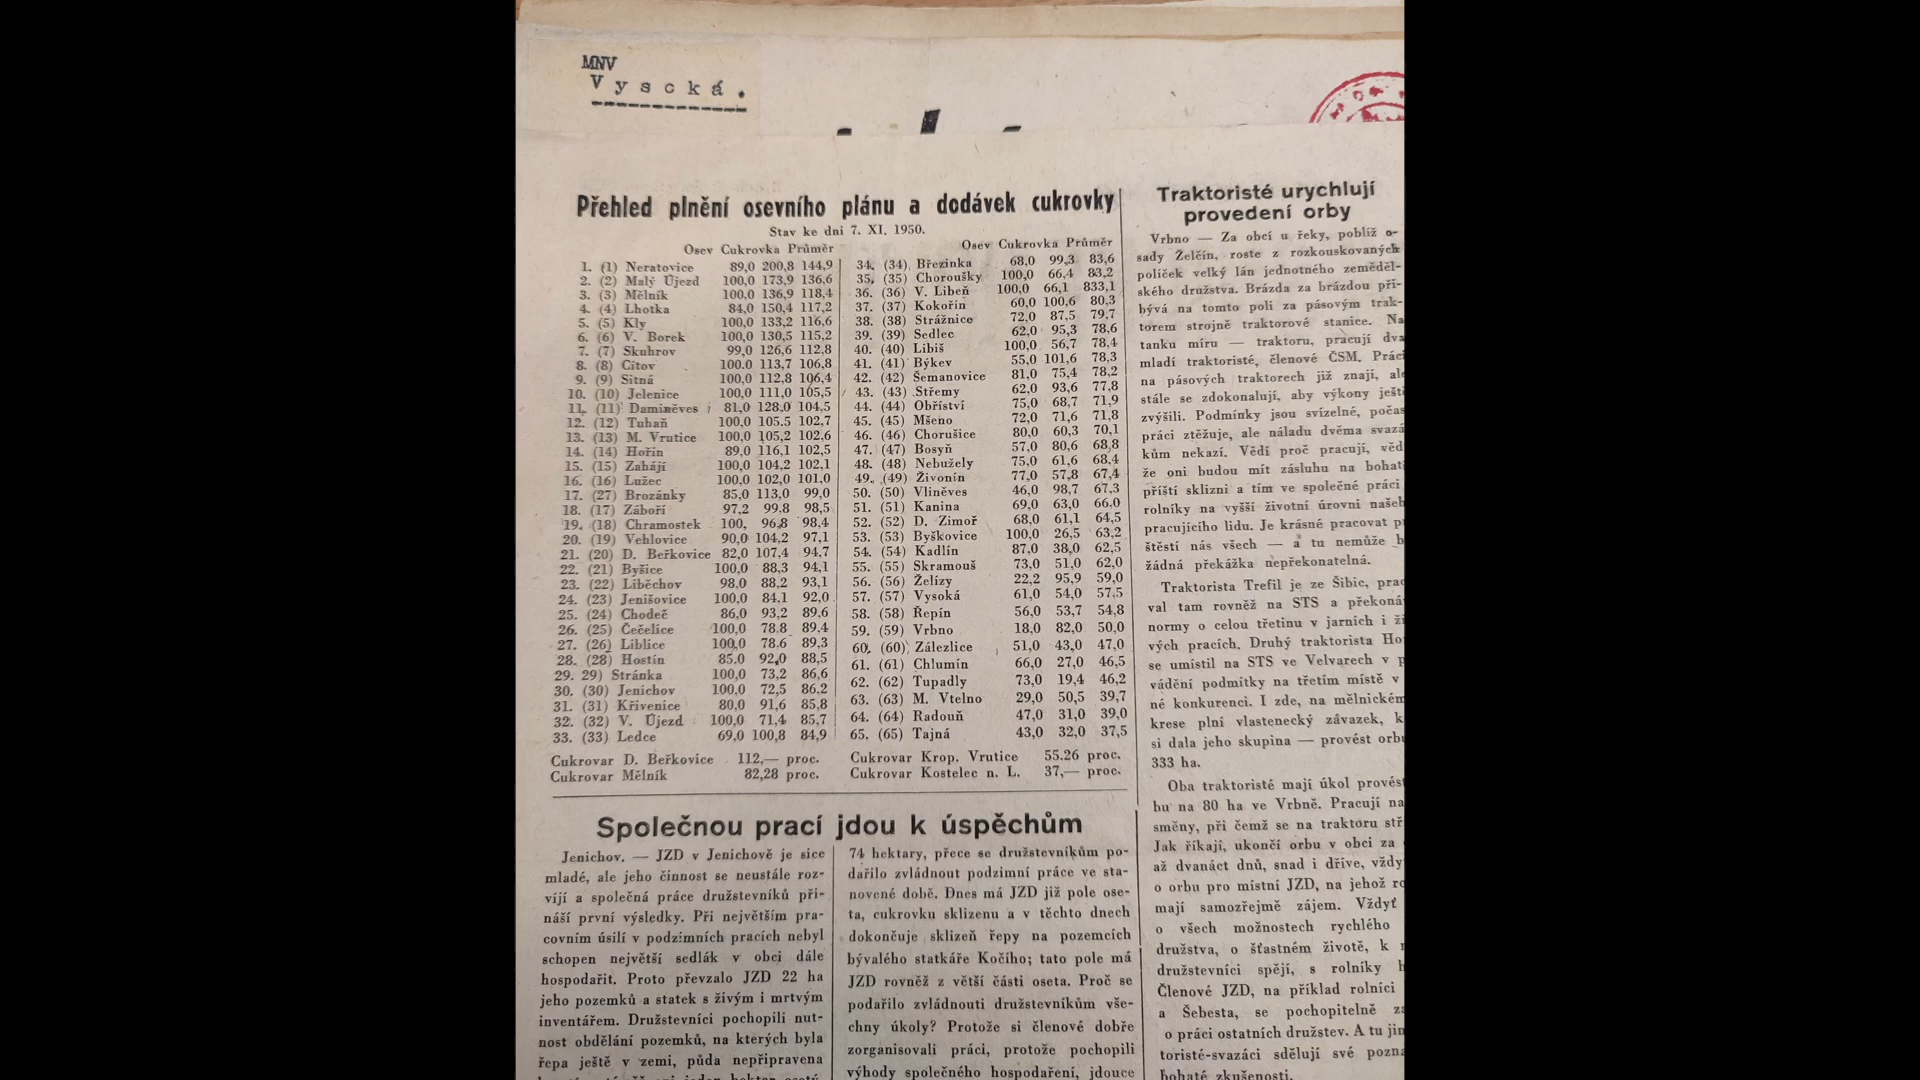 MNV
Vysoká.
Přehled plnění osevního plánu a dodávek cukrovky
Stav ke dni 7. XI. 1950.
Osev Cukrovka Průměr
1. (1) Neratovice 89,0 200,8 144,9
2. (2) Malý Újezd 100,0 173,9 136,6
3. (3) Mělník 100,0 136,9 118,4
4. (4) Lhotka 84,0 150,4 117,2
5. (5) Kly 100,0 133,2 116,6
6. (6) V. Borek 100,0 130,5 115,2
7. (7) Skuhrov 99,0 126,6 112,8
8. (8) Cítov 100.0 113,7 106,8
9. (9) Sitná 100,0 112,8 106,4
10. (10) Jelenice 100,0 111,0 105,5
11. (11) Daminěves 81,0 128.0 104,5
12. (12) Tuhaň 100,0 105.5 102,7
13. (13) M. Vrutice 100,0 105,2 102,6
14. (14) Hořín 89,0 116,1 102,5
15. (15) Zahájí 100,0 104,2 102,1
16. (16) Lužec 100,0 102,0 101,0
17. (27) Brozánky 85,0 113,0 99,0
18. (17) Záboří 97,2 99.8 98,5
19. (18) Chramostek 100, 96,8 98,4
20. (19) Vehlovice 90,0 104,2 97,1
21. (20) D. Beřkovice 82,0 107,4 94,7
22. (21) Byšice 100,0 88,3 94,1
23. (22) Liběchov 98.0 88,2 93,1
24. (23) Jenišovice 100,0 84,1 92,0
25. (24) Chodeč 86,0 93,2 89,6
26. (25) Čečelice 100,0 78.8 89,4
27. (26) Liblice 100,0 78.6 89,3
28. (28) Hostín 85.0 92,0 88,5
29. 29) Stránka 100,0 73,2 86,6
30. (30) Jenichov 100,0 72,5 86.2
31. (31) Křivenice 80,0 91,6 85,8
32. (32) V. Újezd 100,0 71,4 85,7
33. (33) Ledce 69,0 100,8 84,9
Cukrovar D. Beřkovice 112,— proc.
Cukrovar Mělník 82,28 proc.
Osev Cukrovka Průměr
34. (34) Březinka 68,0 99,3 83,6
35. (35) Choroušky 100,0 66,4 83,2
36. (36) V. Libeň 100,0 66,1 833,1
37. (37) Kokořín 60,0 100,6 80,3
38. (38) Strážnice 72,0 87,5 79,7
39. (39) Sedlec 62,0 95,3 78,6
40. (40) Libiš 100,0 56,7 78,4
41. (41) Býkev 55.0 101,6 78,3
42. (42) Šemanovice 81,0 75,4 78,2
43. (43) Střemy 62,0 93,6 77,8
44. (44) Obříství 75,0 68,7 71,9
45. (45) Mšeno 72,0 71,6 71,8
46. (46) Chorušice 80,0 60,3 70,1
47. (47) Bosyň 57,0 80,6 68,8
48. (48) Nebužely 75,0 61,6 68,4
49. (49) Živonín 77,0 57,8 67,4
50. (50) Vliněves 46,0 98,7 67,3
51. (51) Kanina 69,0 63,0 66.0
52. (52) D. Zimoř 68,0 61,1 64,5
53. (53) Byškovice 100,0 26,5 63,2
54. (54) Kadlín 87,0 38,0 62,5
55. (55) Skramouš 73,0 51,0 62,0
56. (56) Želízy 22,2 95,9 59,0
57. (57) Vysoká 61,0 54,0 57,5
58. (58) Řepín 56,0 53,7 54,8
59. (59) Vrbno 18,0 82,0 50,0
60. (60) Zálezlice 51,0 43,0 47,0
61. (61) Chlumín 66,0 27,0 46,5
62. (62) Tupadly 73,0 19,4 46,2
63. (63) M. Vtelno 29,0 50,5 39,7
64. (64) Radouň 47,0 31,0 39,0
65. (65) Tajná 43,0 32,0 37,5
Cukrovar Krop. Vrutice 55.26 proc.
Cukrovar Kostelec n. L. 37,— proc.
Společnou prací jdou k úspěchům
Jenichov. — JZD v Jenichově je sice
mladé, ale jeho činnost se neustále roz-
víjí a společná práce družstevníků při-
náší první výsledky. Při největším pra-
covním úsilí v podzimních pracích nebyl
schopen největší sedlák v obci dále
hospodařit. Proto převzalo JZD 22 ha
jeho pozemků a statek s živým i mrtvým
inventářem. Družstevníci pochopili nut-
nost obdělání pozemků, na kterých byla
řepa ještě v zemi, půda nepřipravena
74 hektary, přece se družstevníkům po-
dařilo zvládnout podzimní práce ve sta-
novené době. Dnes má JZD již pole ose-
ta, cukrovku sklizenu a v těchto dnech
dokončuje sklizeň řepy na pozemcích
bývalého statkáře Kočího; tato pole má
JZD rovněž z větší části oseta. Proč se
podařilo zvládnouti družstevníkům vše-
chny úkoly? Protože si členové dobře
zorganisovali práci, protože pochopili
výhody společného hospodaření, jdouce
Traktoristé urychlují
provedení orby
Vrbno — Za obcí u řeky, poblíž o-
sady Želčín, roste z rozkouskovaných
políček velký lán jednotného zeměděl-
ského družstva. Brázda za brázdou při-
bývá na tomto poli za pásovým trak-
torem strojně traktorové stanice. Na
tanku míru — traktoru, pracují dva
mladí traktoristé, členové ČSM. Práci
na pásových traktorech již znají, ale
stále se zdokonalují, aby výkony ješt
zvýšili. Podmínky jsou svízelné, počas
práci ztěžuje, ale náladu dvěma svazá
kům nekazí. Vědí proč pracují, věd
že oni budou mít zásluhu na bohat
příští sklizni a tím ve společné práci
rolníky na vyšší životní úrovni našeh
pracujícího lidu. Je krásné pracovat p
štěstí nás všech — a tu nemůže b
žádná překážka nepřekonatelná.
Traktorista Trefil je ze Šibic, prac
val tam rovněž na STS a překoná
normy o celou třetinu v jarních i ži
vých pracích. Druhý traktorista Ho
se umístil na STS ve Velvarech v p
vádění podmítky na třetím místě v
né konkurenci. I zde, na mělnickém
krese plní vlastenecký závazek, k
si dala jeho skupina — provést orbu
333 ha.
Oba traktoristé mají úkol provést
bu na 80 ha ve Vrbně. Pracují na
směny, při čemž se na traktoru stř
Jak říkají, ukončí orbu v obci za
až dvanáct dnů, snad i dříve, vždy
o orbu pro místní JZD, na jehož ro
mají samozřejmě zájem. Vždyť
o všech možnostech rychlého
družstva, o šťastném životě, k
družstevníci spějí, s rolníky
Členové JZD, na příklad rolníci
a Šebesta, se pochopitelně za
o práci ostatních družstev. A tu jin
toristé-svazáci sdělují své pozna
bohaté zkušenosti.